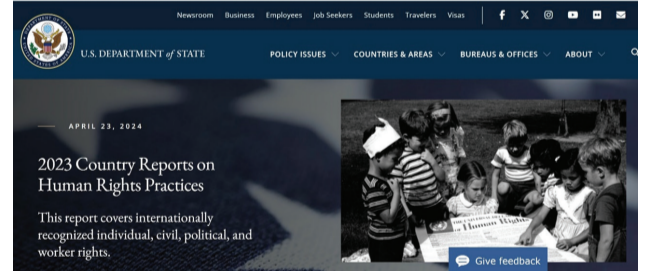 Newsroom Business Employees Job Seekers Students Travelers Visas
U.S. DEPARTMENT of STATE
POLICY ISSUES COUNTRIES & AREAS BUREAUS & OFFICES ABOUT
APRIL 23, 2024
2023 Country Reports on
Human Rights Practices
This report covers internationally
recognized individual, civil, political, and
worker rights.
Human Rights
Give feedback